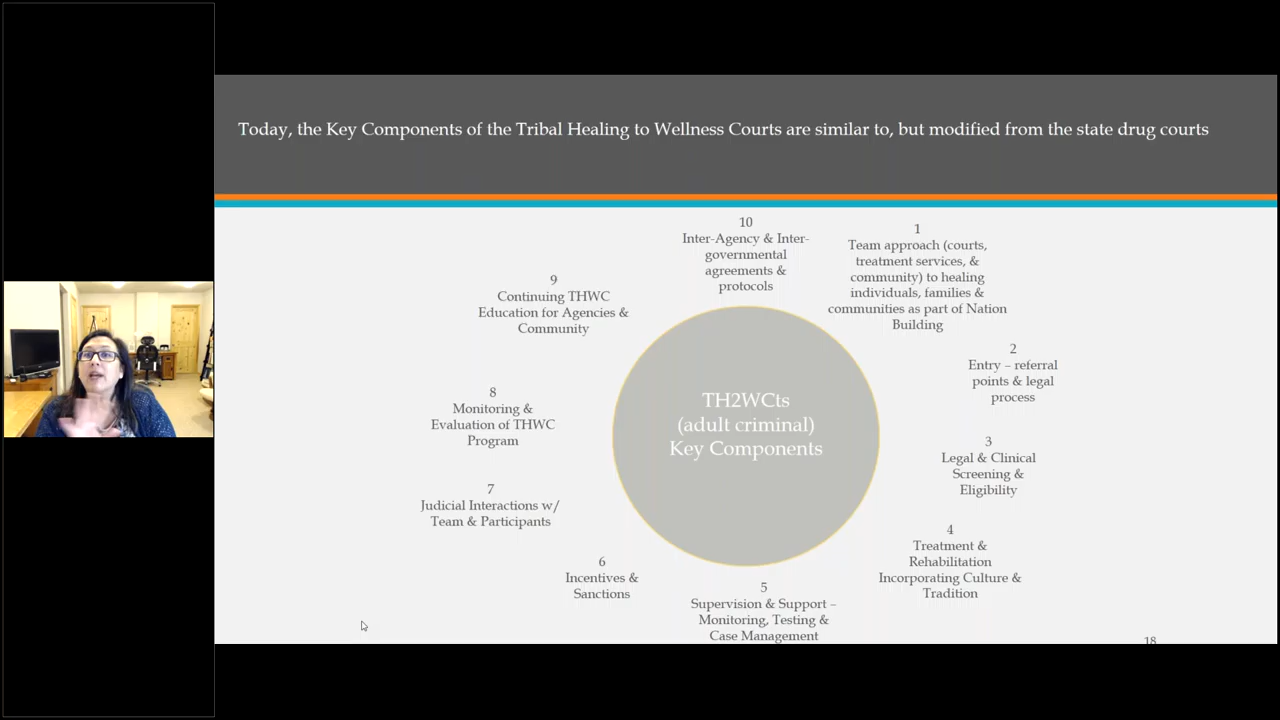 Today, the Key Components of the Tribal Healing to Wellness Courts are similar to, but modified from the state drug courts
10
Inter-Agency & Inter-
governmental
agreements &
protocols
1
Team approach (courts,
treatment services, &
community) to healing
individuals, families &
communities as part of Nation
Building
2
Entry – referral
points & legal
process
3
Legal & Clinical
Screening &
Eligibility
4
Treatment &
Rehabilitation
Incorporating Culture &
Tradition
5
Supervision & Support –
Monitoring, Testing &
Case Management
6
Incentives &
Sanctions
7
Judicial Interactions w/
Team & Participants
8
Monitoring &
Evaluation of THWC
Program
9
Continuing THWC
Education for Agencies &
Community
TH2WCts
(adult criminal)
Key Components
18